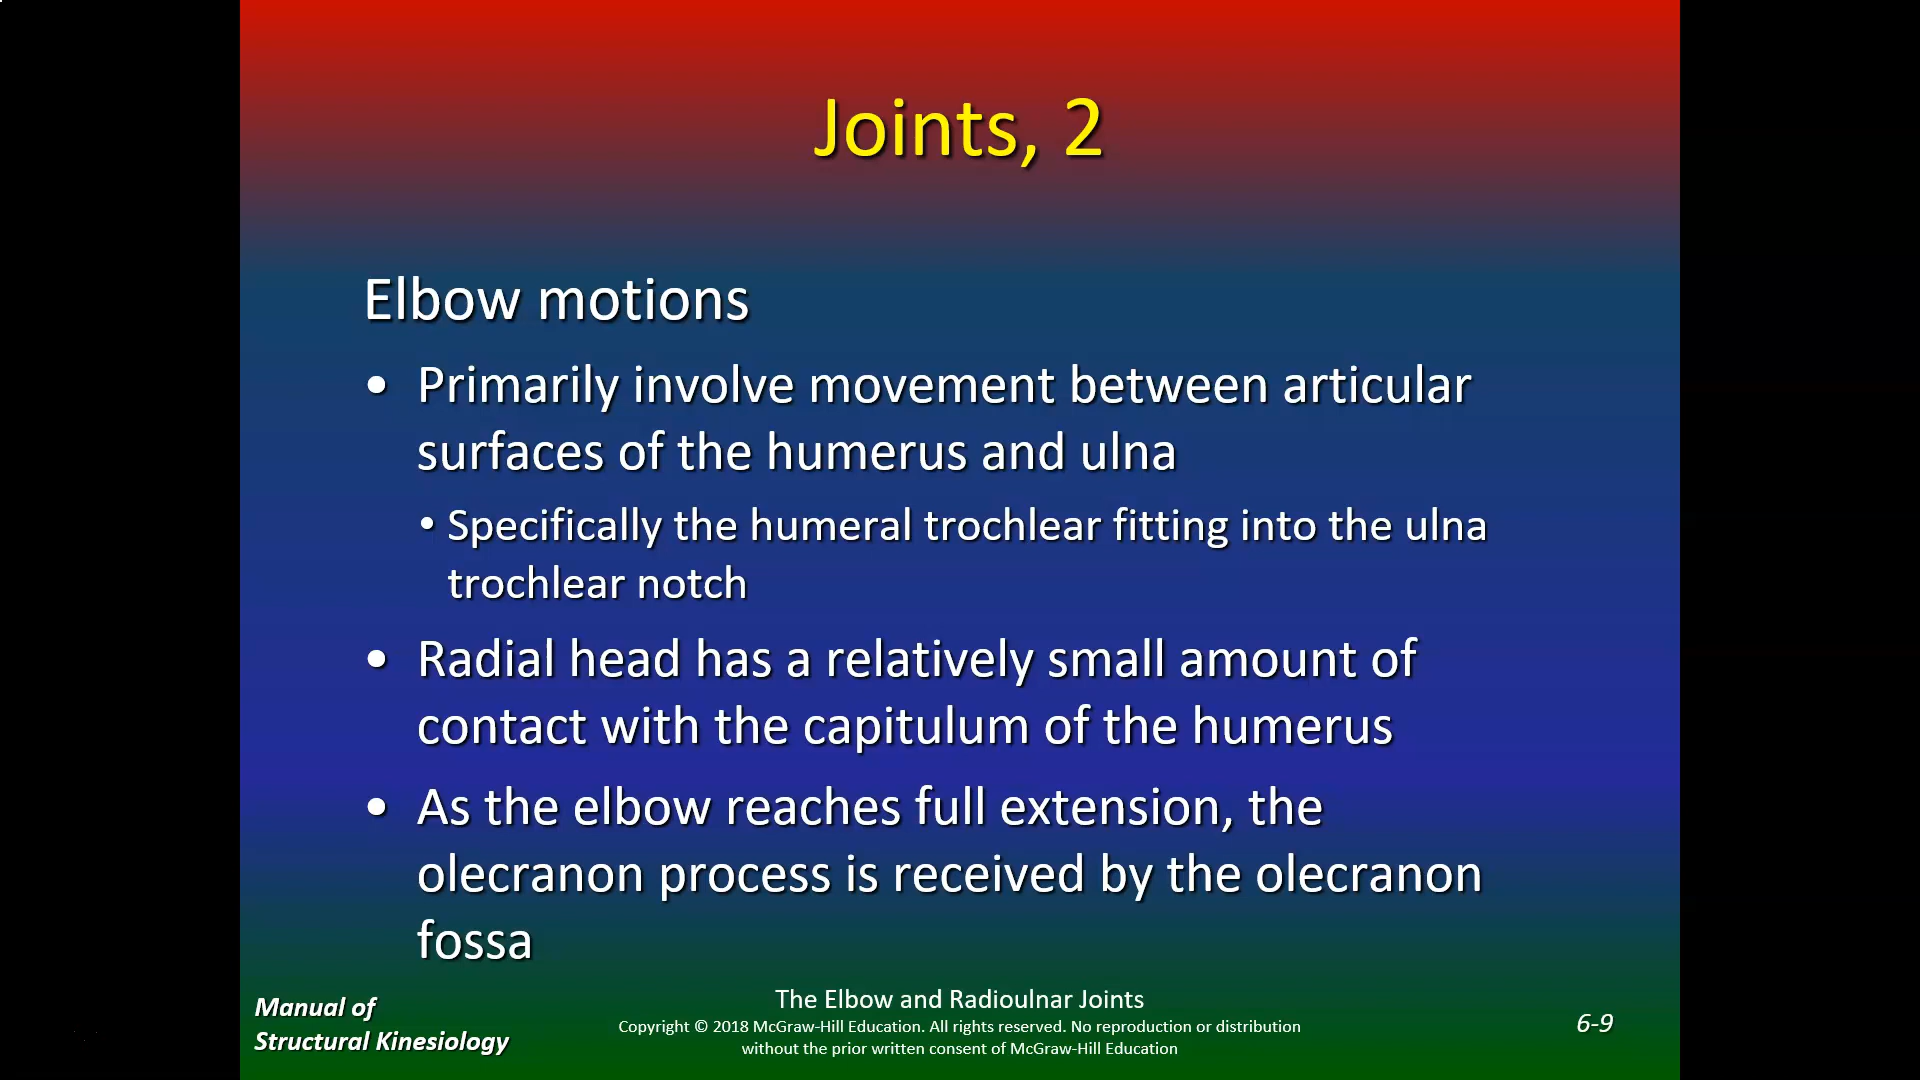 Joints, 2
Elbow motions
• Primarily involve movement between articular
surfaces of the humerus and ulna
• Specifically the humeral trochlear fitting into the ulna
trochlear notch
• Radial head has a relatively small amount of
contact with the capitulum of the humerus
• As the elbow reaches full extension, the
olecranon process is received by the olecranon
fossa
Manual of
Structural Kinesiology
The Elbow and Radioulnar Joints
Copyright © 2018 McGraw-Hill Education. All rights reserved. No reproduction or distribution
without the prior written consent of McGraw-Hill Education
6-9